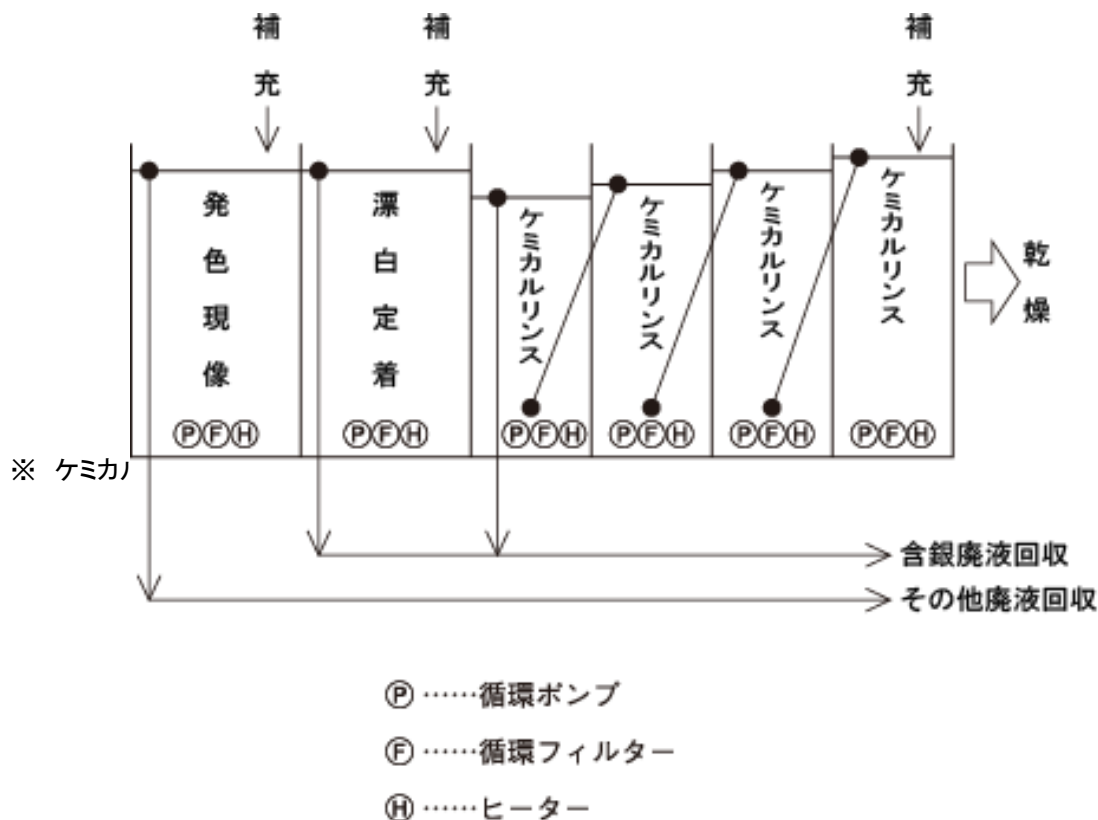 補充
補充
補充
発色現像
漂白定着
ケミカルリンス
ケミカルリンス
ケミカルリンス
ケミカルリンス
乾燥
ⓅⒻⒽ
ⓅⒻⒽ
ⓅⒻⒽ
ⓅⒻⒽ
ⓅⒻⒽ
ⓅⒻⒽ
※ ケミカ
含銀廃液回収
その他廃液回収
Ⓟ ……循環ポンプ
Ⓕ ……循環フィルター
Ⓗ ……ヒーター